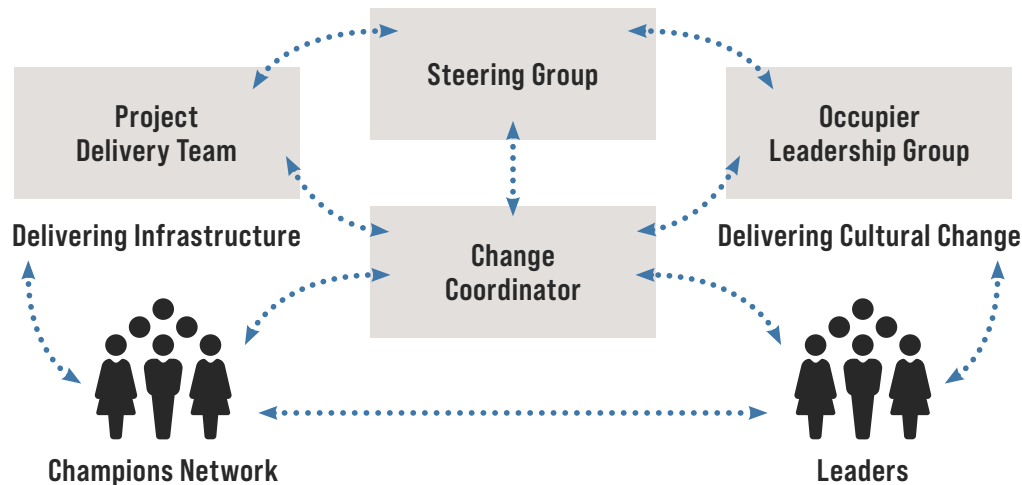 Steering Group
Project
Delivery Team
Occupier
Leadership Group
Delivering Infrastructure
Delivering Cultural Change
Change
Coordinator
Champions Network
Leaders